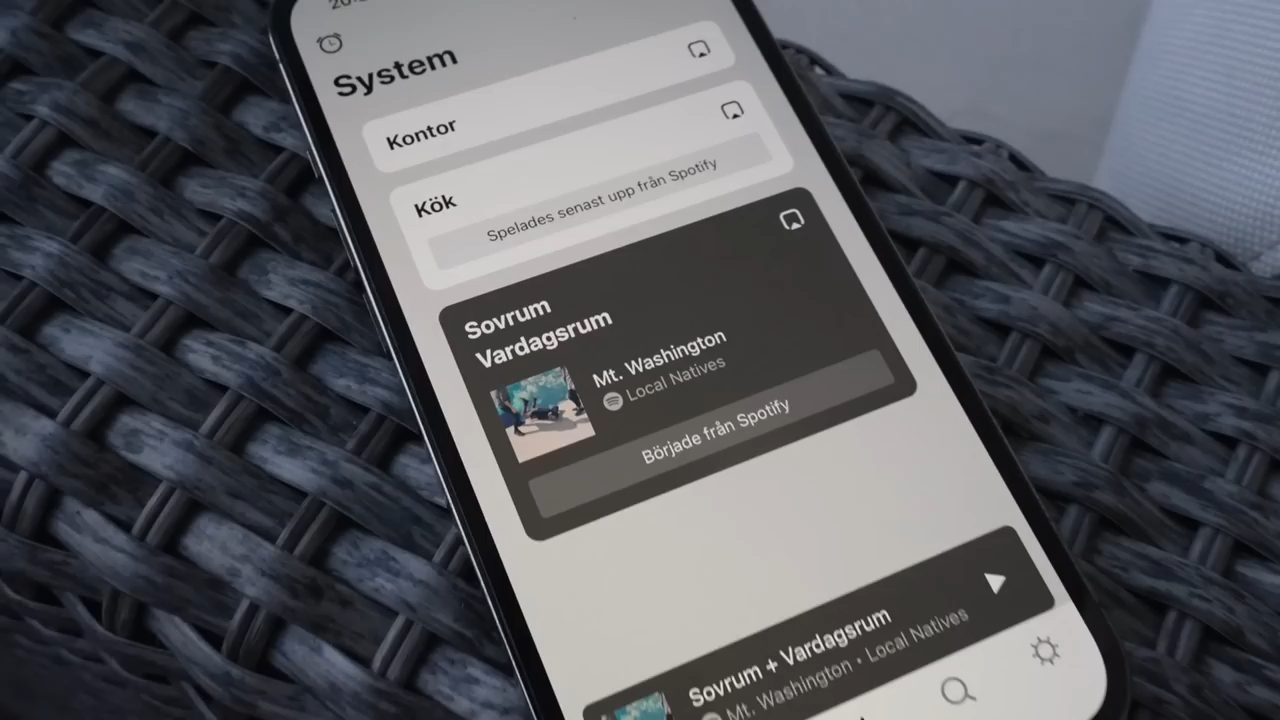 System
Kontor
Kök
Spelades senast upp från Spotify
Sovrum
Vardagsrum
Mt. Washington
Local Natives
Började från Spotify
Sovrum + Vardagsrum
Mt. Washington • Local Natives